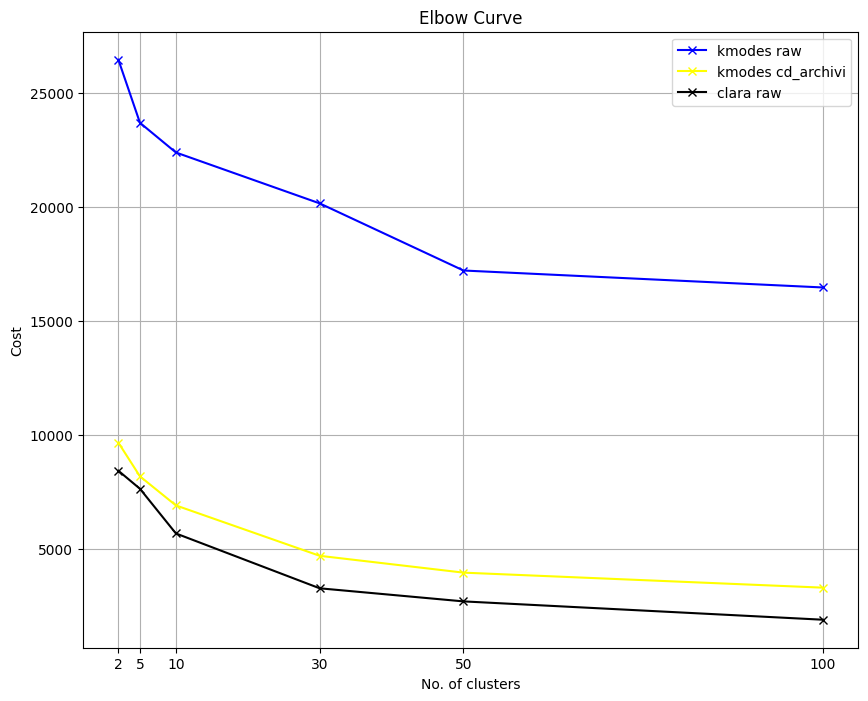 Elbow Curve
kmodes raw
kmodes cd_archivi
clara raw
Cost
25000
20000
15000
10000
5000
2 5 10 30 50 100
No. of clusters